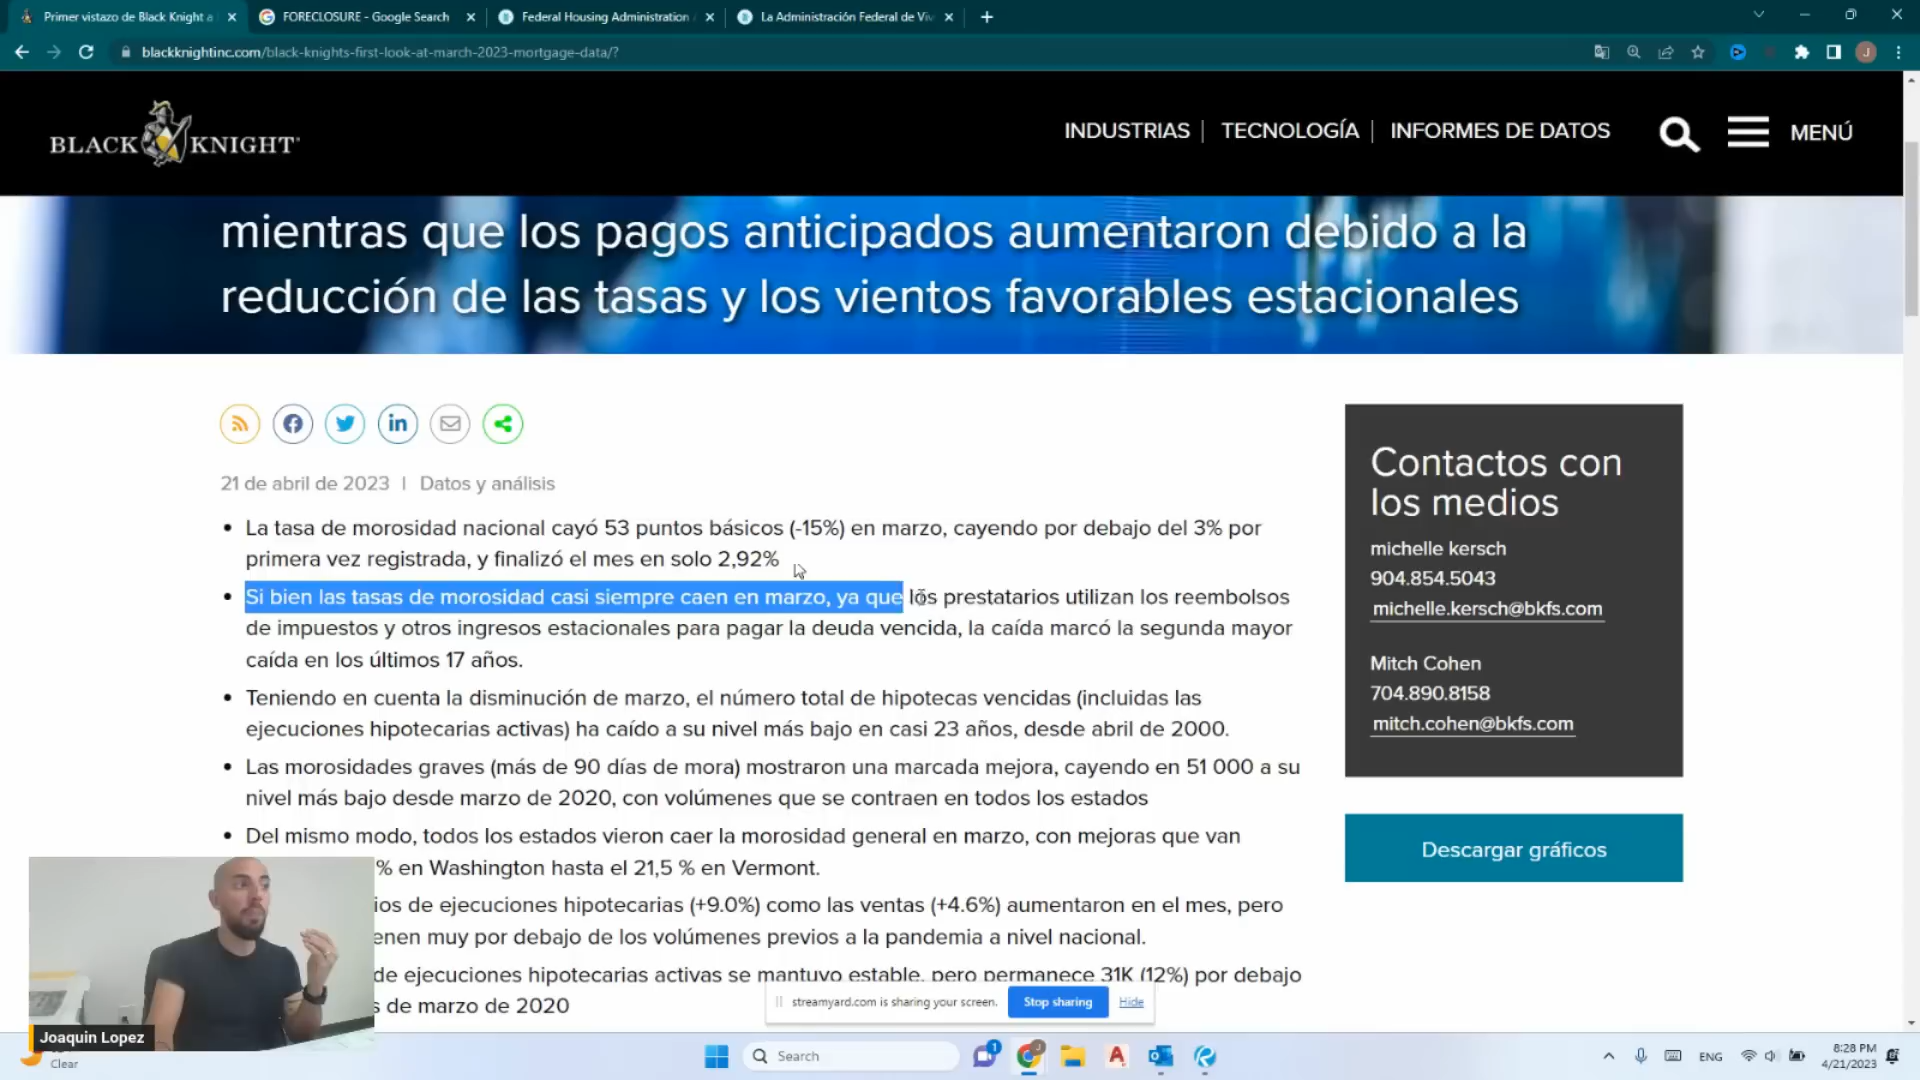 Primer vistazo de Black Knight a
FORECLOSURE - Google Search
Federal Housing Administration
La Administración Federal de Viv
blackknightinc.com/black-knights-first-look-at-march-2023-mortgage-data/?
BLACK KNIGHT
INDUSTRIAS
TECNOLOGÍA
INFORMES DE DATOS
MENÚ
mientras que los pagos anticipados aumentaron debido a la
reducción de las tasas y los vientos favorables estacionales
21 de abril de 2023 | Datos y análisis
• La tasa de morosidad nacional cayó 53 puntos básicos (-15%) en marzo, cayendo por debajo del 3% por
primera vez registrada, y finalizó el mes en solo 2,92%
• Si bien las tasas de morosidad casi siempre caen en marzo, ya que los prestatarios utilizan los reembolsos
de impuestos y otros ingresos estacionales para pagar la deuda vencida, la caída marcó la segunda mayor
caída en los últimos 17 años.
• Teniendo en cuenta la disminución de marzo, el número total de hipotecas vencidas (incluidas las
ejecuciones hipotecarias activas) ha caído a su nivel más bajo en casi 23 años, desde abril de 2000.
• Las morosidades graves (más de 90 días de mora) mostraron una marcada mejora, cayendo en 51 000 a su
nivel más bajo desde marzo de 2020, con volúmenes que se contraen en todos los estados
• Del mismo modo, todos los estados vieron caer la morosidad general en marzo, con mejoras que van
% en Washington hasta el 21,5 % en Vermont.
ios de ejecuciones hipotecarias (+9.0%) como las ventas (+4.6%) aumentaron en el mes, pero
enen muy por debajo de los volúmenes previos a la pandemia a nivel nacional.
de ejecuciones hipotecarias activas se mantuvo estable, pero permanece 31K (12%) por debajo
s de marzo de 2020
Contactos con
los medios
michelle kersch
904.854.5043
michelle.kersch@bkfs.com
Mitch Cohen
704.890.8158
mitch.cohen@bkfs.com
Descargar gráficos
streamyard.com is sharing your screen.
Stop sharing
Hide
Joaquin Lopez
Clear
Search
1
ENG
8:28 PM
4/21/2023